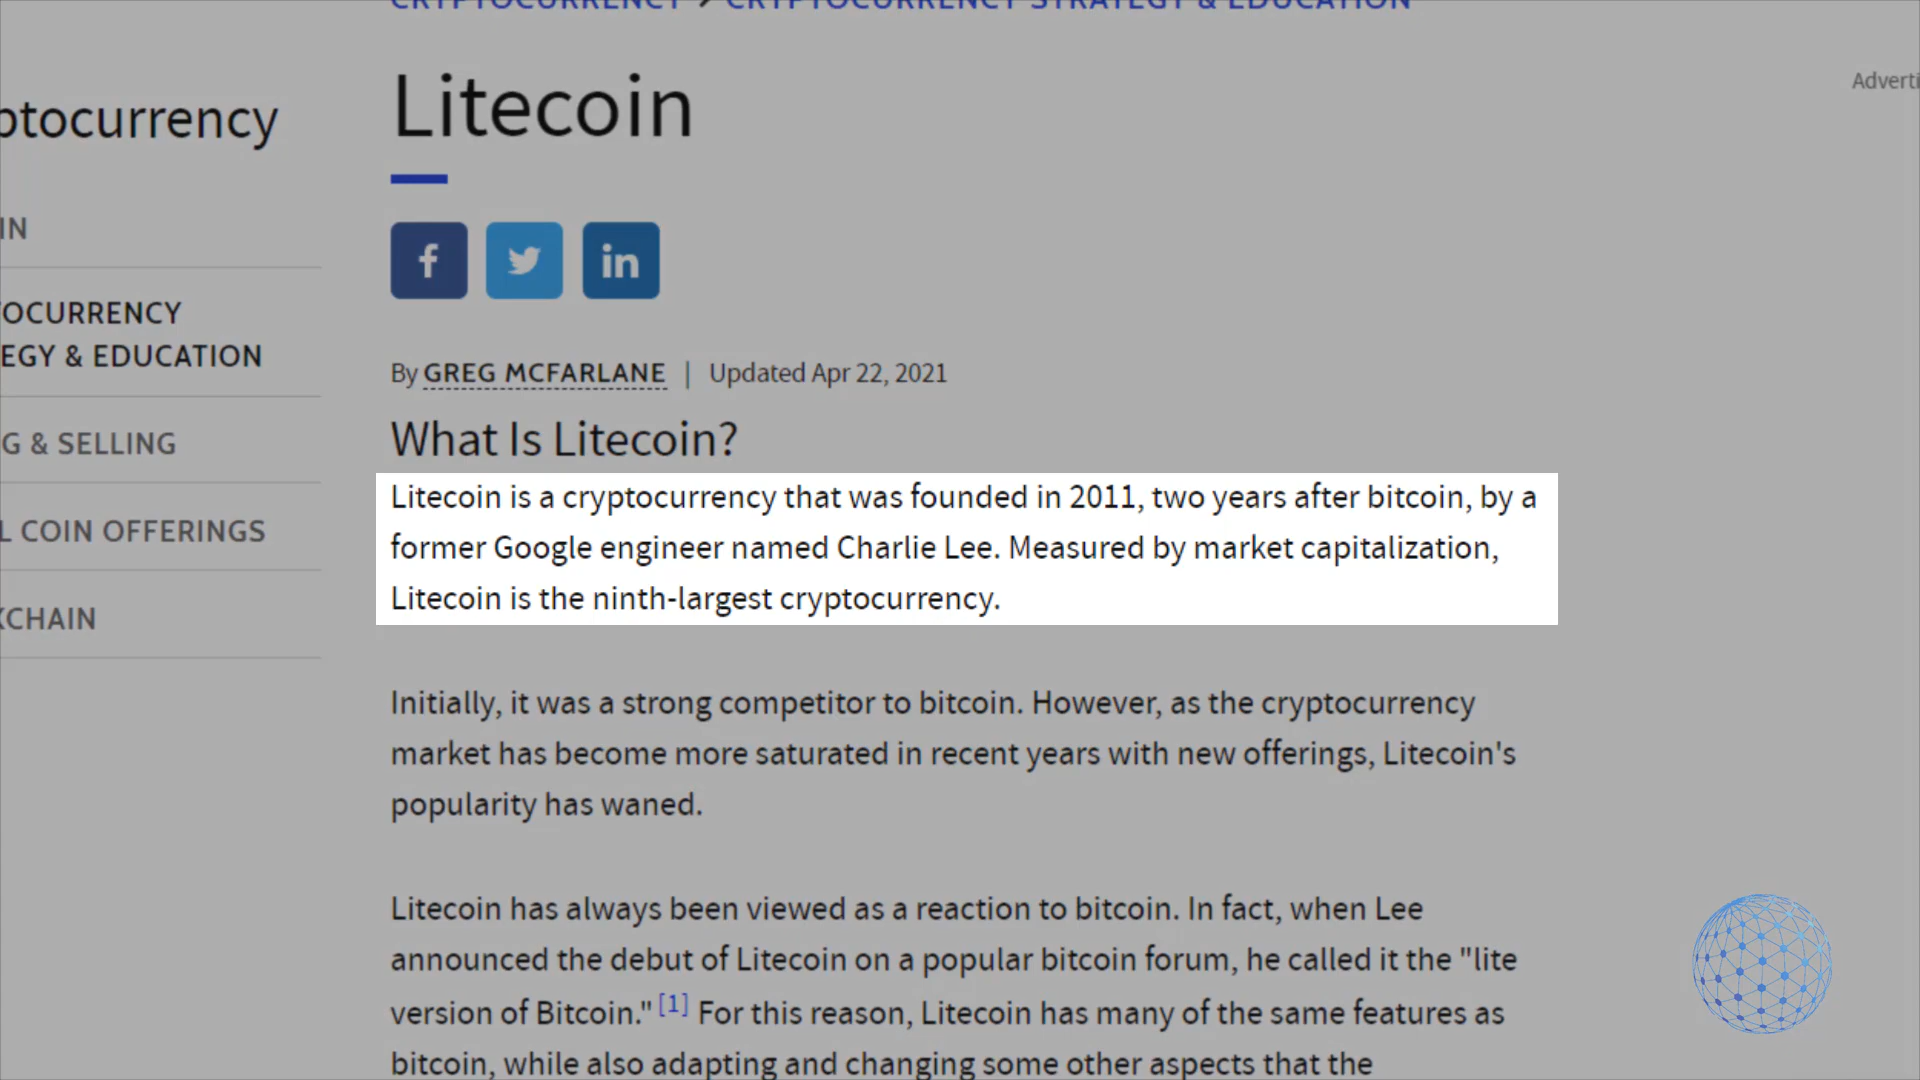 CRYPTOCURRENCY > CRYPTOCURRENCY STRATEGY & EDUCATION
Litecoin
Adverti
ptocurrency
IN
TOCURRENCY
EGY & EDUCATION
G & SELLING
L COIN OFFERINGS
KCHAIN
By GREG MCFARLANE | Updated Apr 22, 2021
What Is Litecoin?
Litecoin is a cryptocurrency that was founded in 2011, two years after bitcoin, by a
former Google engineer named Charlie Lee. Measured by market capitalization,
Litecoin is the ninth-largest cryptocurrency.
Initially, it was a strong competitor to bitcoin. However, as the cryptocurrency
market has become more saturated in recent years with new offerings, Litecoin's
popularity has waned.
Litecoin has always been viewed as a reaction to bitcoin. In fact, when Lee
announced the debut of Litecoin on a popular bitcoin forum, he called it the "lite
version of Bitcoin." [1] For this reason, Litecoin has many of the same features as
bitcoin, while also adapting and changing some other aspects that the